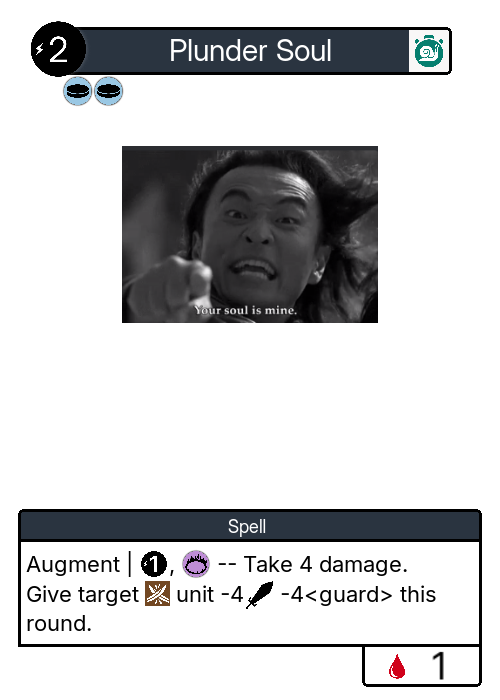 2
Plunder Soul
Your soul is mine.
Spell
Augment | 1, -- Take 4 damage.
Give target unit -4 -4<guard> this
round.
1